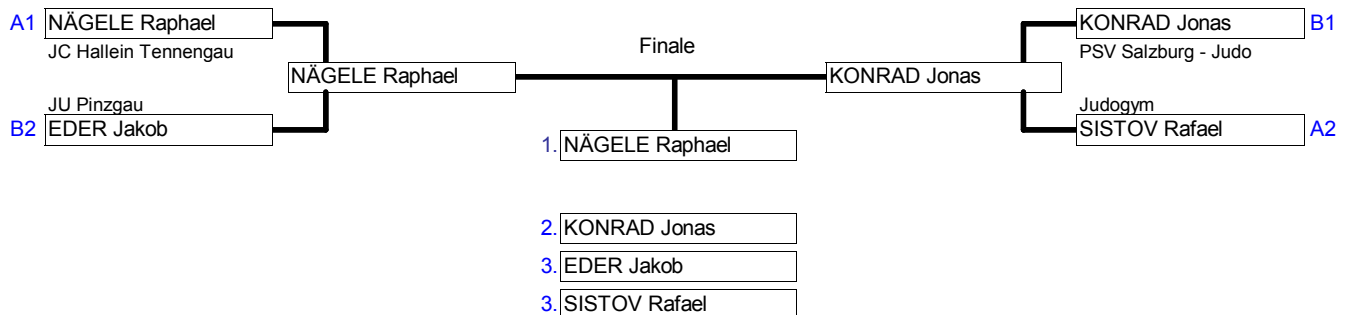 A1 NÄGELE Raphael
JC Hallein Tennengau
NÄGELE Raphael
JU Pinzgau
B2 EDER Jakob
Finale
KONRAD Jonas B1
PSV Salzburg - Judo
KONRAD Jonas
Judogym
SISTOV Rafael A2
1. NÄGELE Raphael
2. KONRAD Jonas
3. EDER Jakob
3. SISTOV Rafael